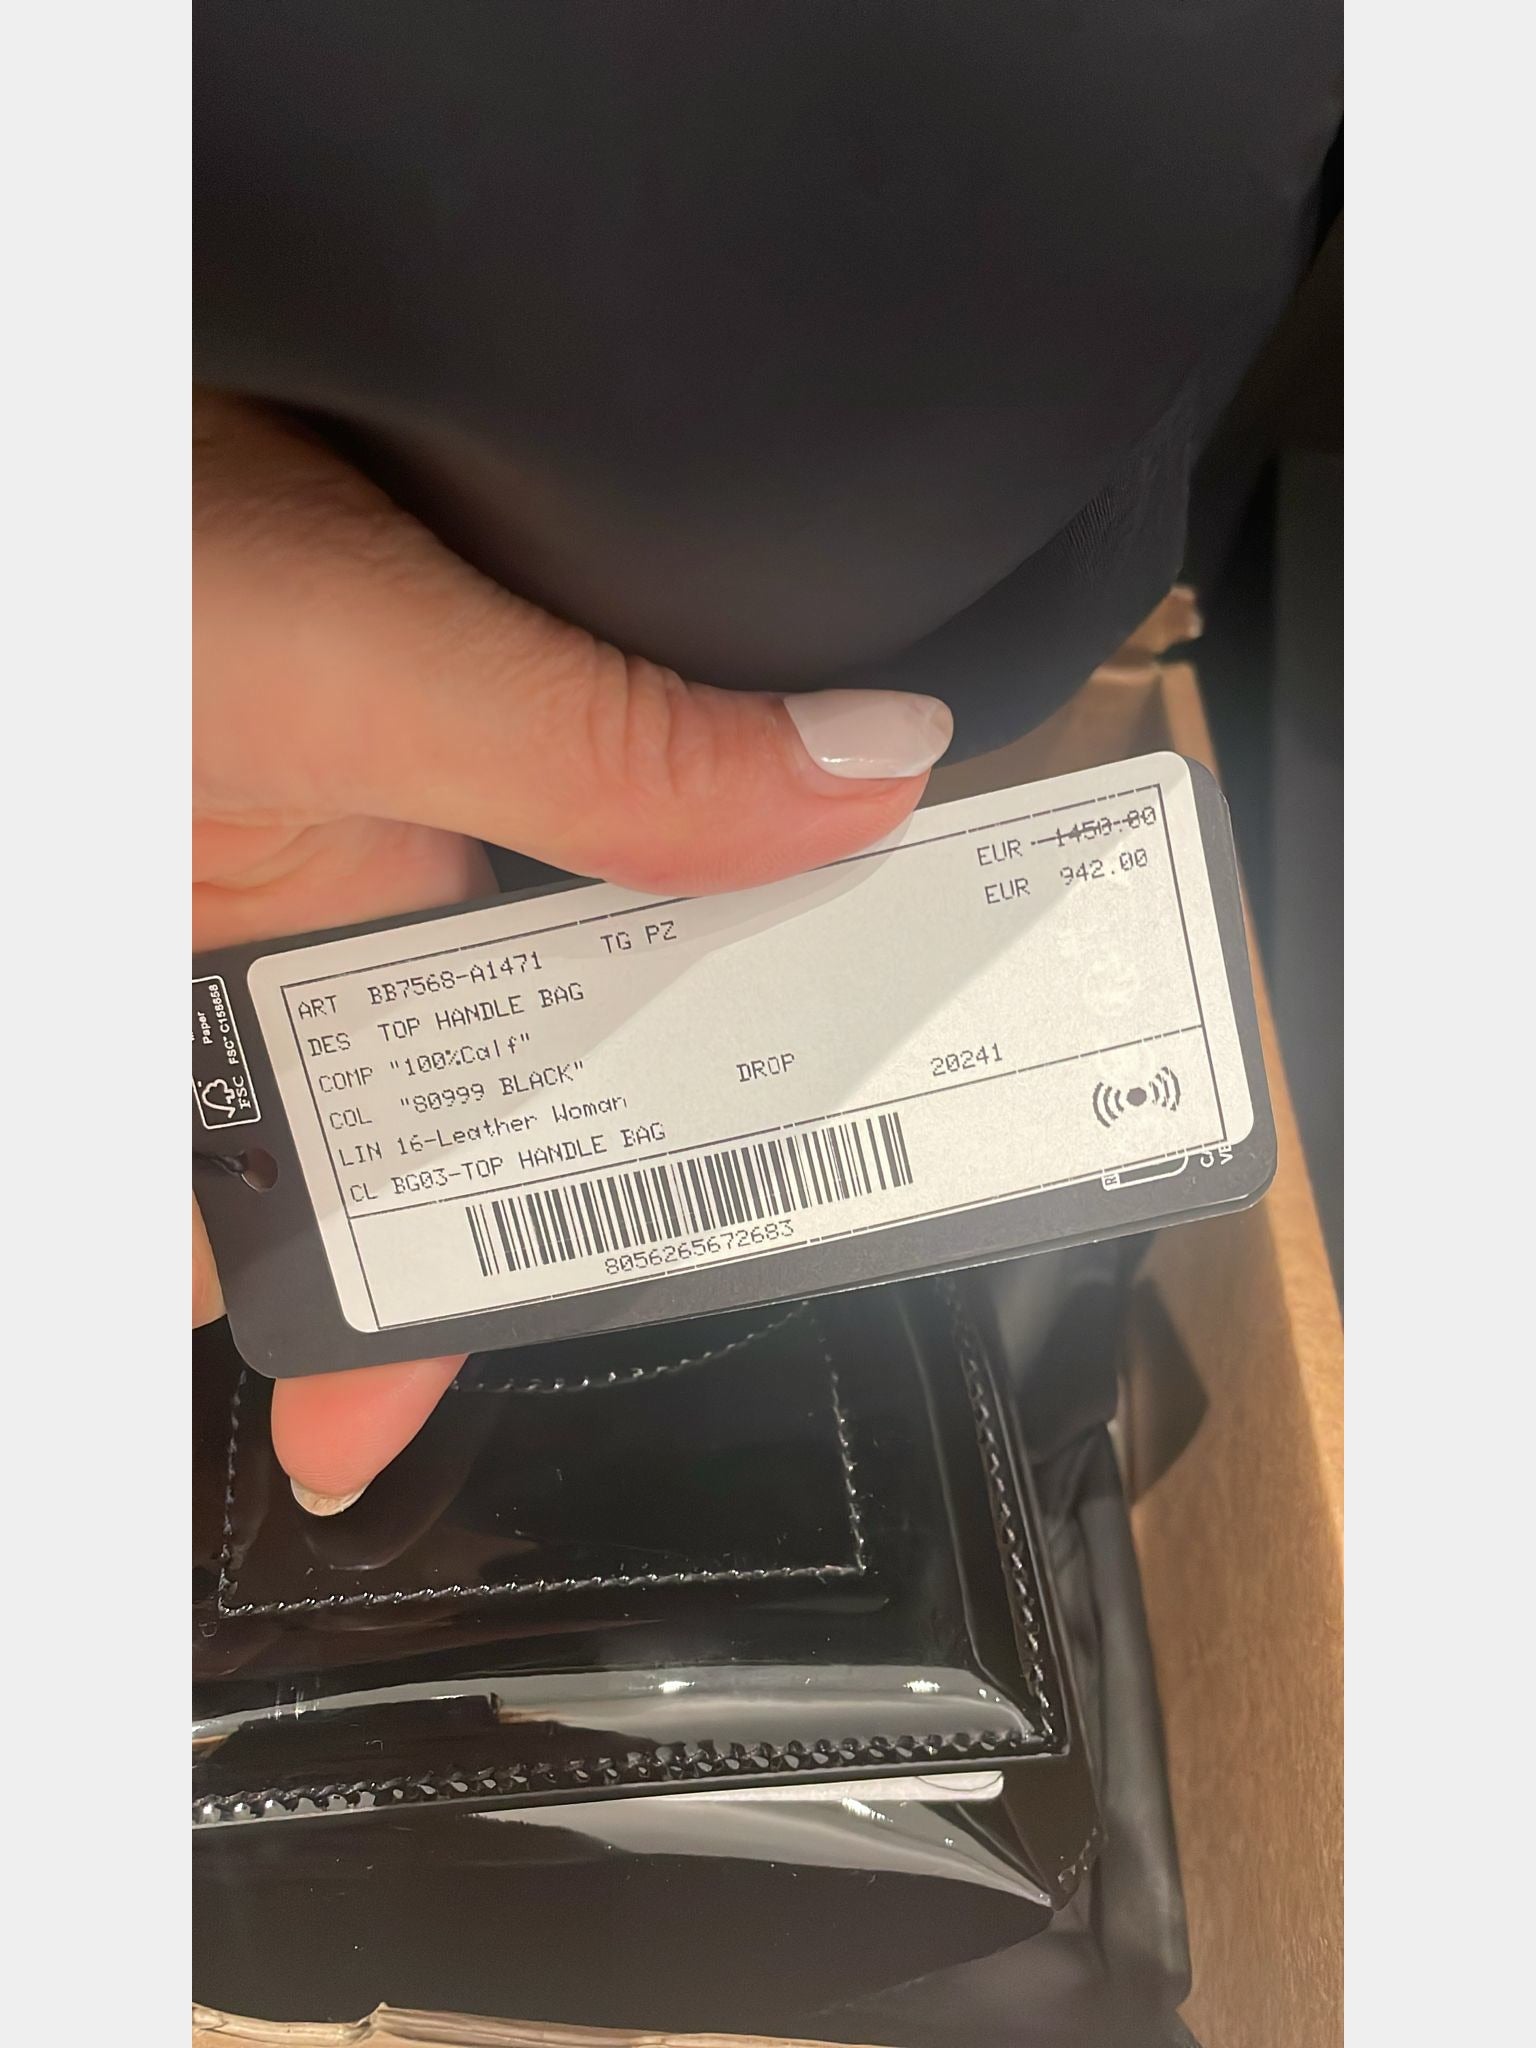 EUR 1450.00
EUR 942.00
ART BB7568-A1471 TG PZ
DES TOP HANDLE BAG
COMP "100%Calf"
COL "80999 BLACK"
LIN 16-Leather Woman DROP 20241
CL BG03-TOP HANDLE BAG
8056265672683
Paper
FSC FSC® C158658